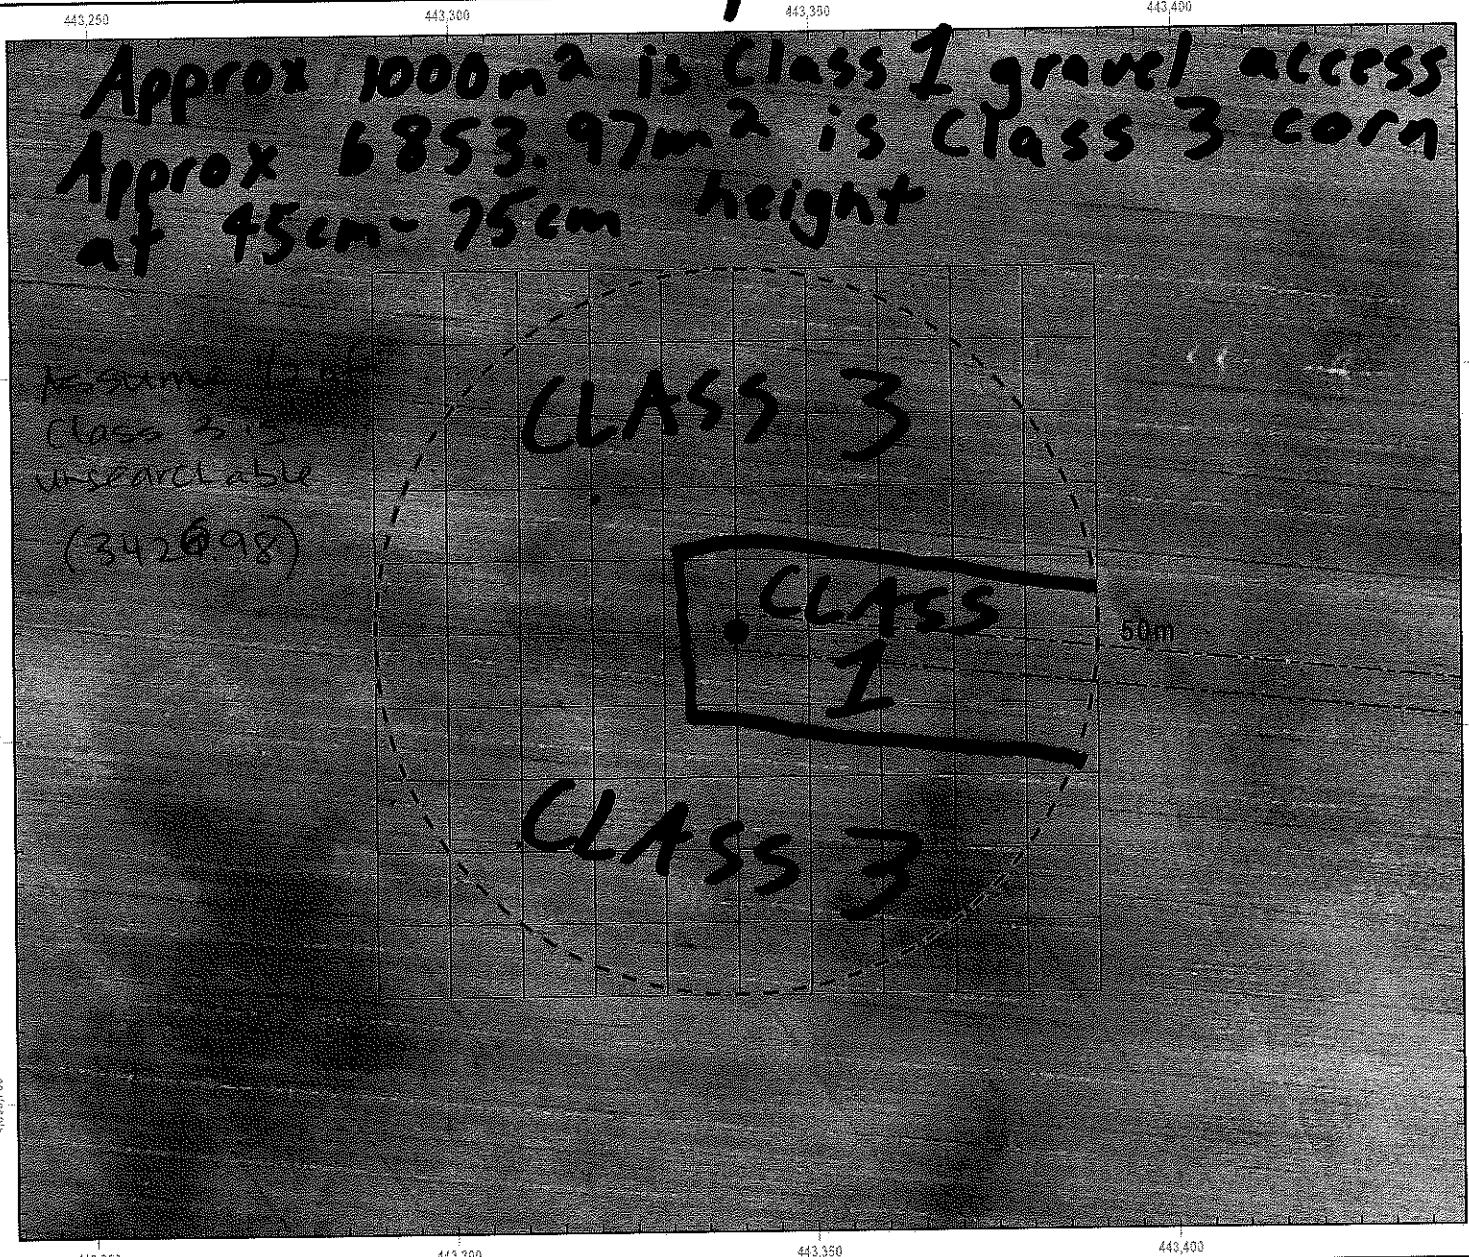 443,250 443,300 443,350 443,400
Approx 1000m² is Class 1 gravel access
Approx 6853.97m² is Class 3 corn
at 45cm-75cm height
Assume
class 3 is
unsearchable
CLASS 3
CLASS
1
50m
CLASS 3
443,300 443,350 443,400